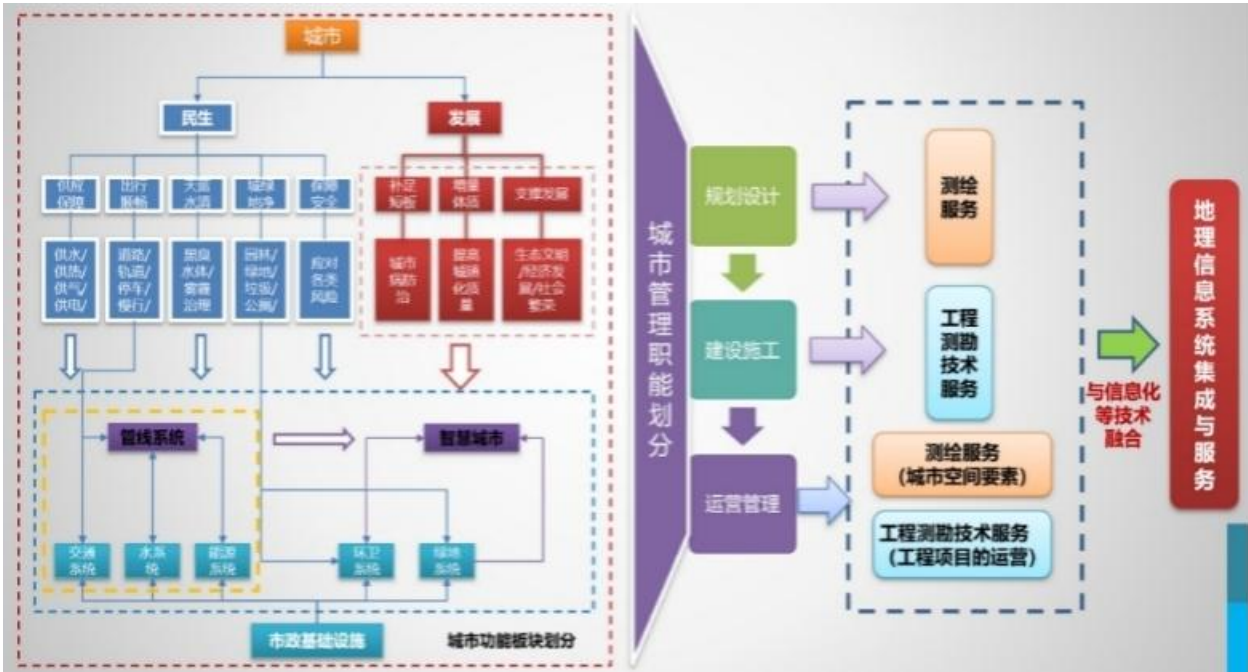 城市
民生
发展
供应
保障
出行
顺畅
天蓝
水清
城绿
地净
保障
安全
补足
短板
增量
体质
支撑发展
供水/
供热/
供气/
供电/
道路/
轨道/
停车/
慢行/
黑臭
水体/
雾霾
治理
园林/
绿地/
垃圾/
公厕/
应对
各类
风险
城市
病防
治
提高
城镇
化质
量
生态文明
/经济发
展/社会
繁荣
管线系统
智慧城市
交通
系统
水系
统
能源
系统
环卫
系统
绿地
系统
市政基础设施
城市功能板块划分
城市管理职能划分
规划设计
建设施工
运营管理
测绘
服务
工程
测勘
技术
服务
测绘服务
(城市空间要素)
工程测勘技术服务
(工程项目的运营)
与信息化
等技术
融合
地理信息系统集成与服务